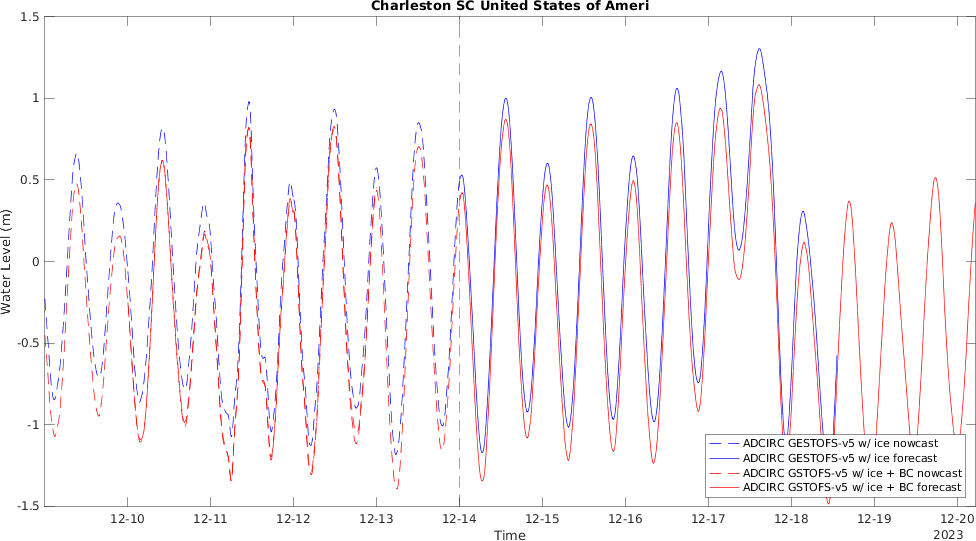 Charleston SC United States of Ameri
1.5
1
0.5
0
-0.5
-1
-1.5
Water Level (m)
ADCIRC GESTOFS-v5 w/ ice nowcast
ADCIRC GESTOFS-v5 w/ ice forecast
ADCIRC GSTOFS-v5 w/ ice + BC nowcast
ADCIRC GSTOFS-v5 w/ ice + BC forecast
12-10 12-11 12-12 12-13 12-14 12-15 12-16 12-17 12-18 12-19 12-20
Time
2023